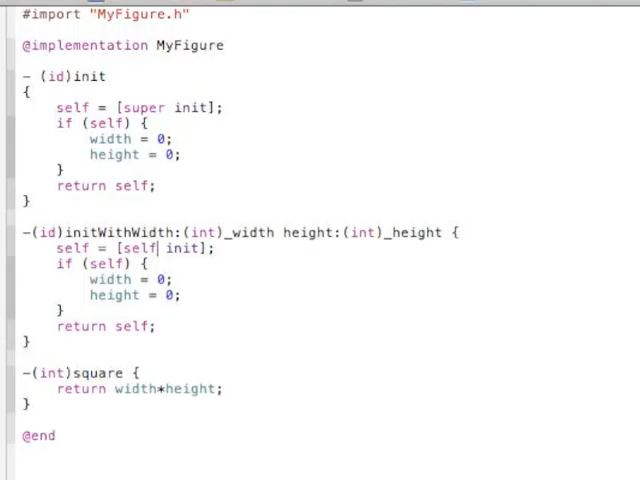 #import "MyFigure.h"
@implementation MyFigure
- (id)init
{
self = [super init];
if (self) {
width = 0;
height = 0;
}
return self;
}
-(id)initWithWidth:(int)_width height:(int)_height {
self = [self init];
if (self) {
width = 0;
height = 0;
}
return self;
}
-(int)square {
return width*height;
}
@end